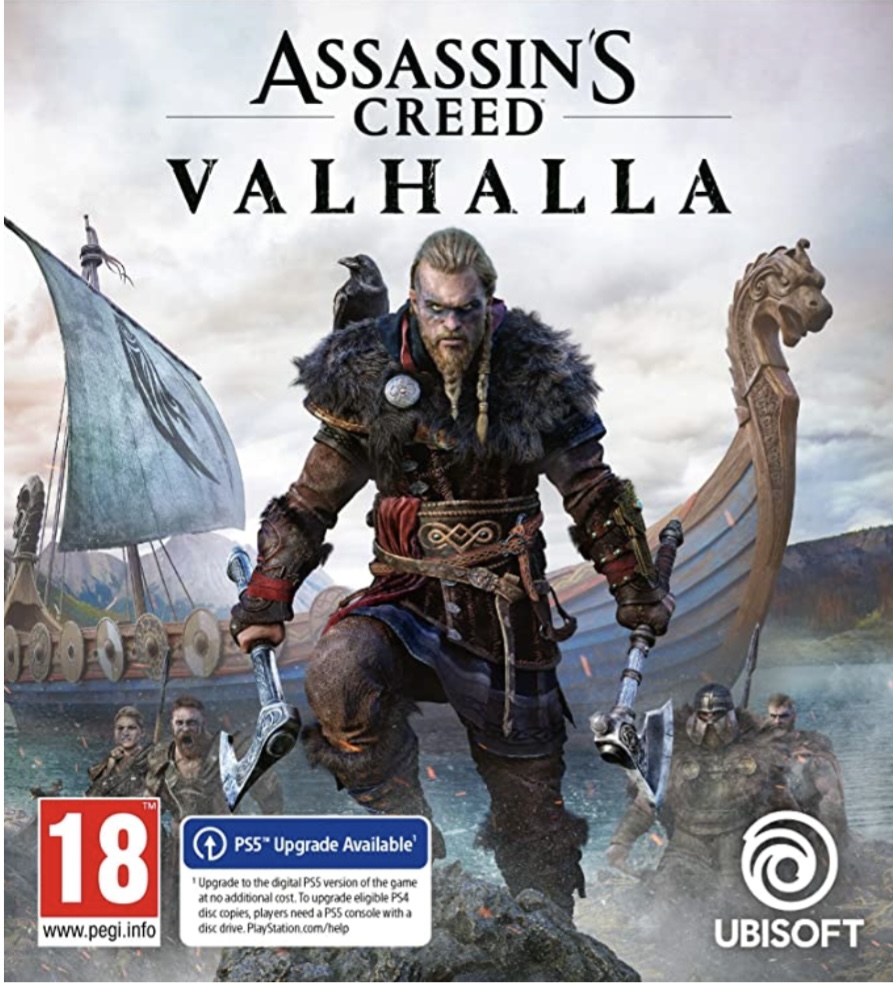 ASSASSIN'S
CREED
VALHALLA
18™
www.pegi.info
PS5™ Upgrade Available¹
¹ Upgrade to the digital PS5 version of the game
at no additional cost. To upgrade eligible PS4
disc copies, players need a PS5 console with a
disc drive. PlayStation.com/help
UBISOFT